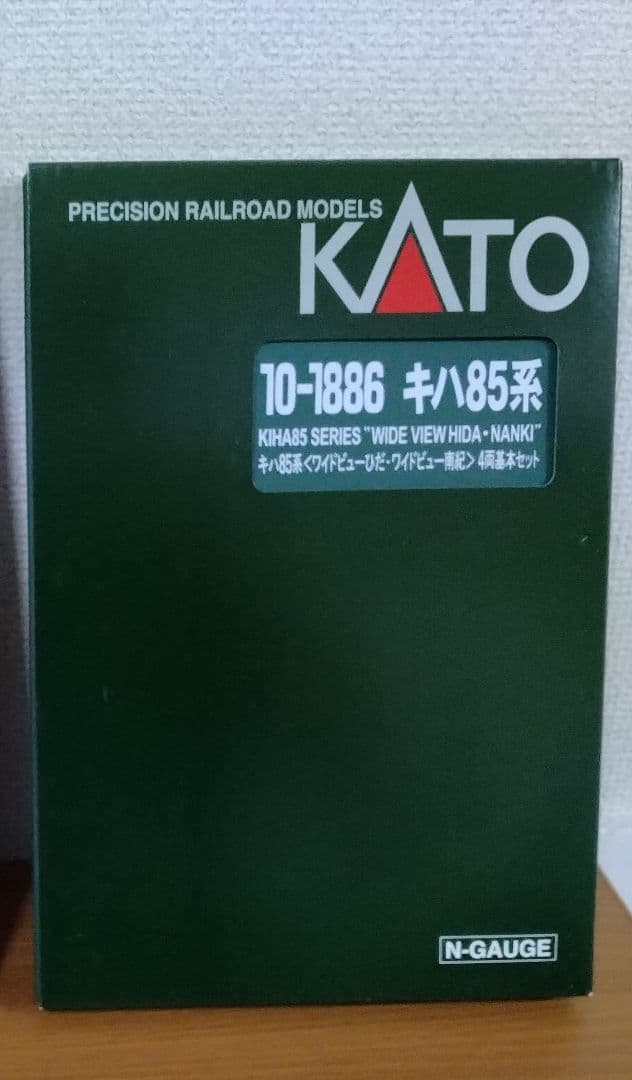 PRECISION RAILROAD MODELS
KATO
10-1886 キハ85系
KIHA85 SERIES "WIDE VIEW HIDA・NANKI"
キハ85系<ワイドビューひだ・ワイドビュー南紀> 4両基本セット
N-GAUGE